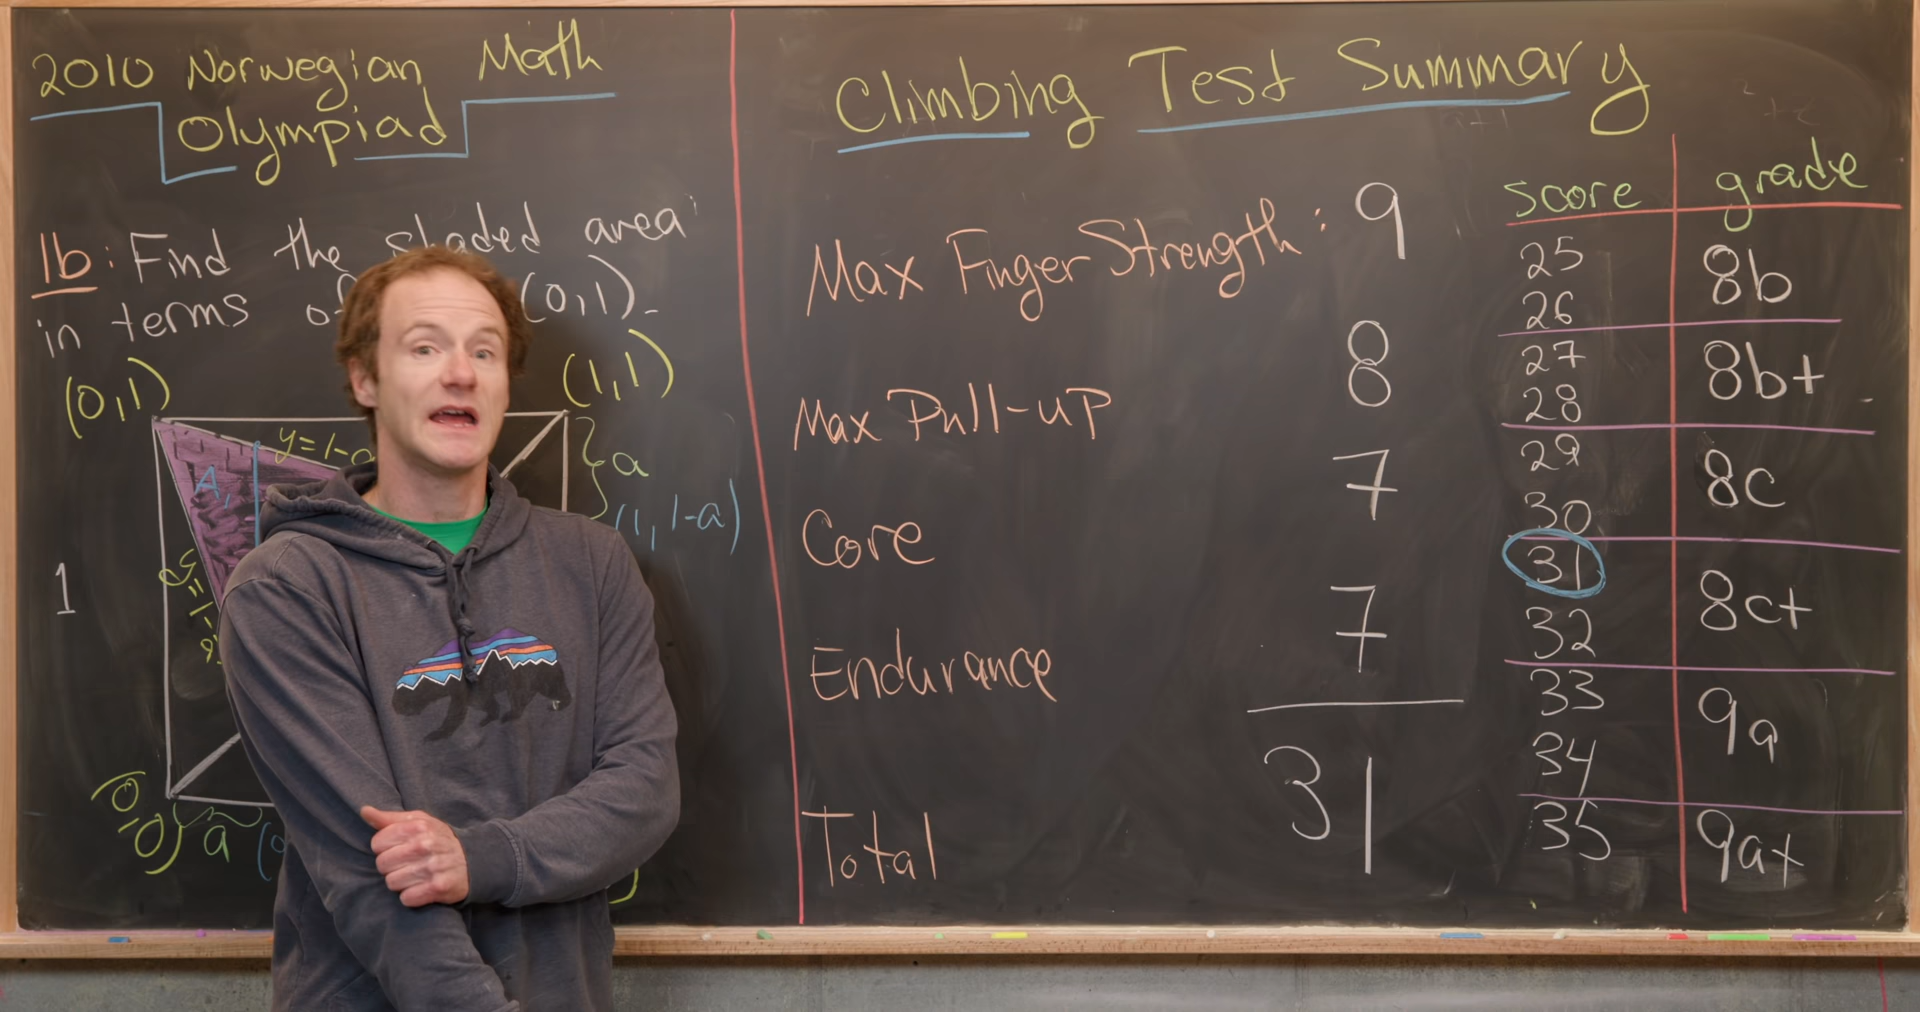 2010 Norwegian Math
Olympiad
1b: Find the shaded area
in terms of (0,1).
(0,1)
(1,1)
y=1-a
A1
a
(1,1-a)
1
a
Climbing Test Summary
Max Finger Strength: 9
Max Pull-up 8
Core 7
Endurance 7
Total 31
score grade
25
26
8b
27
28
8b+
29
30
8c
31
32
8c+
33
34
9a
35
9a+